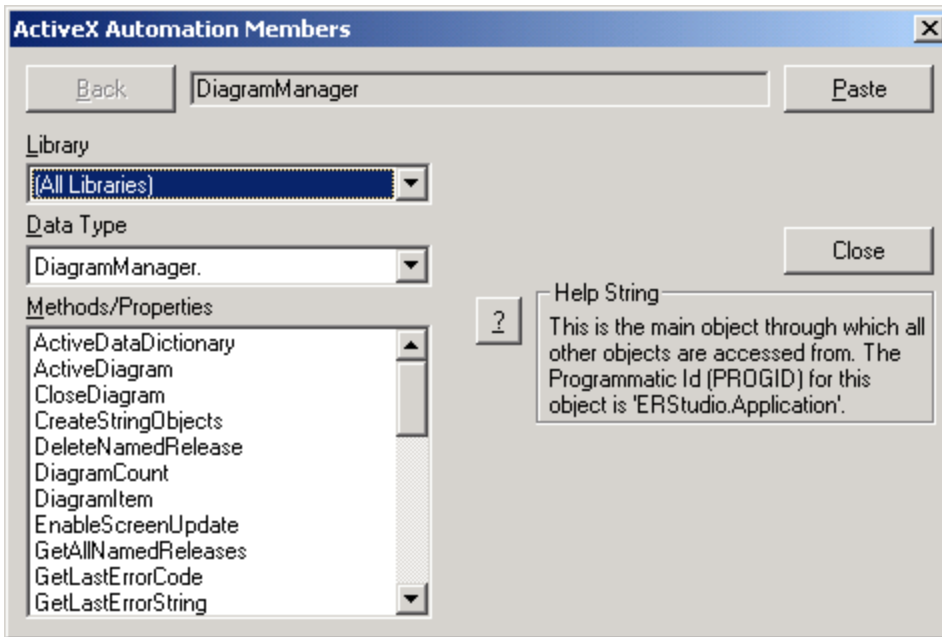 ActiveX Automation Members
Back
DiagramManager
Paste
Library
(All Libraries)
Data Type
DiagramManager.
Close
Methods/Properties
ActiveDataDictionary
ActiveDiagram
CloseDiagram
CreateStringObjects
DeleteNamedRelease
DiagramCount
DiagramItem
EnableScreenUpdate
GetAllNamedReleases
GetLastErrorCode
GetLastErrorString
?
Help String
This is the main object through which all
other objects are accessed from. The
Programmatic Id (PROGID) for this
object is 'ERStudio.Application'.